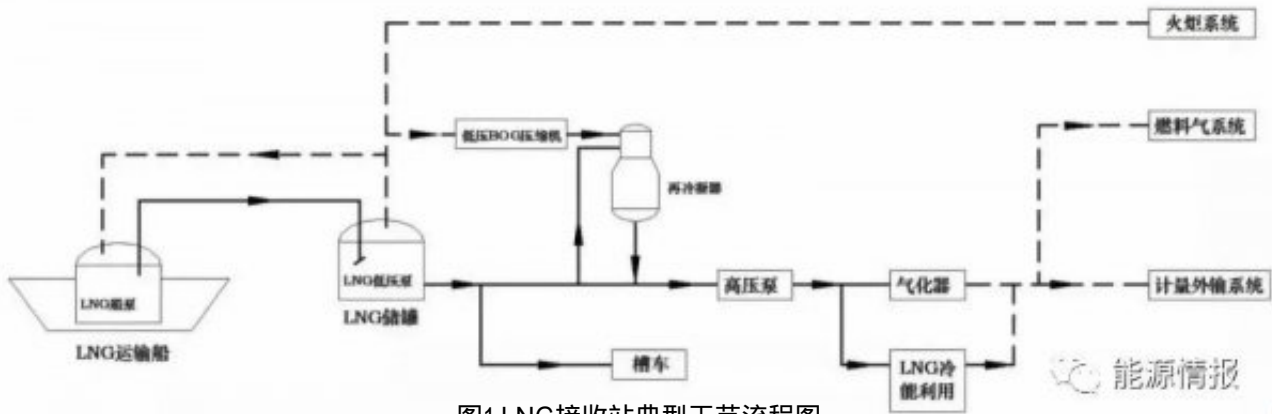 火炬系统
低压BOG压缩机
燃料气系统
再冷凝器
LNG船泵
LNG低压泵
高压泵
气化器
计量外输系统
LNG储罐
LNG运输船
槽车
LNG冷
能利用
能源情报
图1 LNG接收站典型工艺流程图